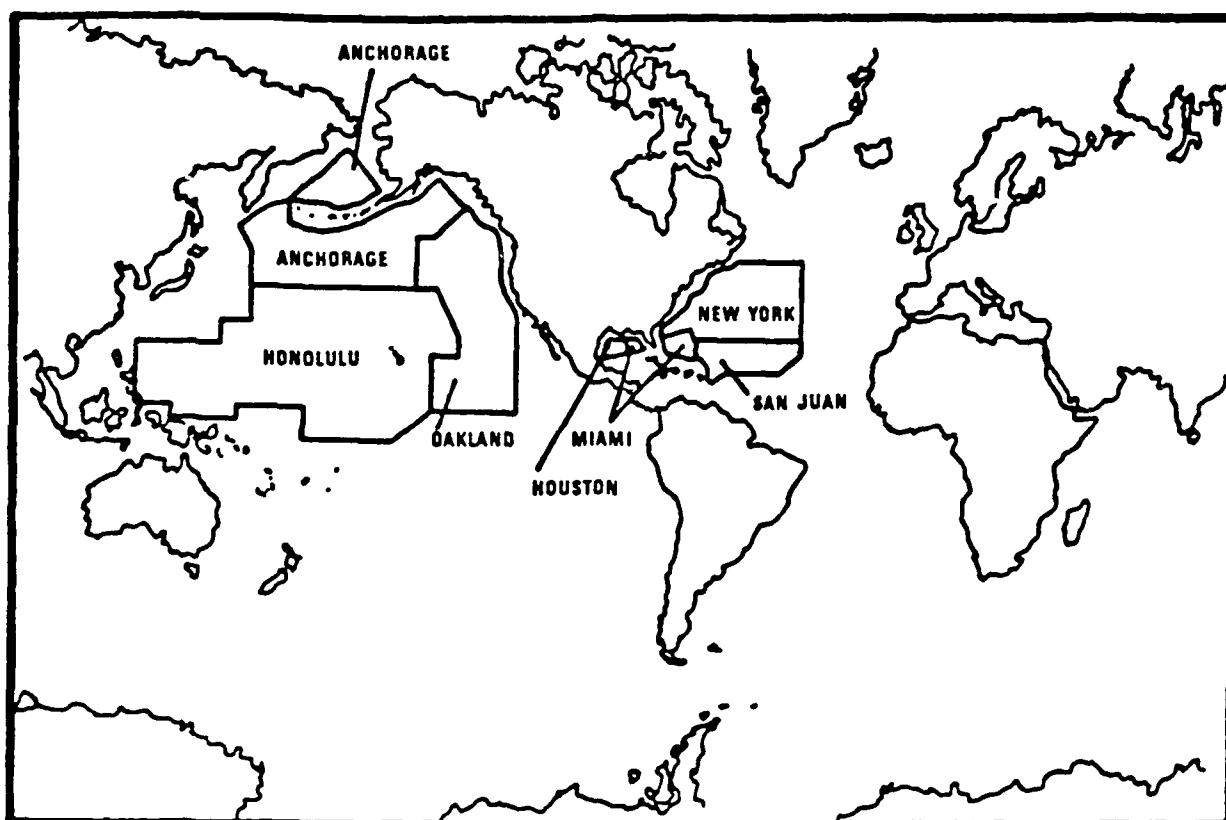 ANCHORAGE
ANCHORAGE
NEW YORK
HONOLULU
SAN JUAN
OAKLAND
MIAMI
HOUSTON